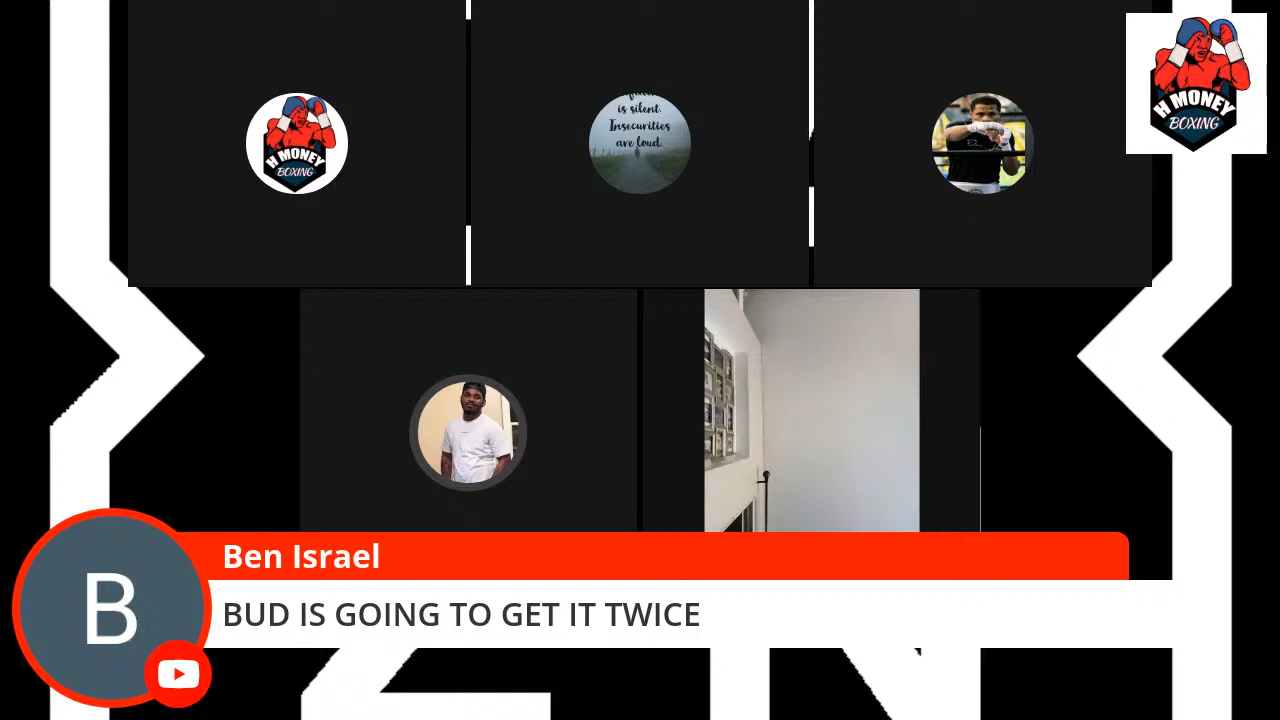 H MONEY
BOXING
is silent.
Insecurities
are loud.
H MONEY
BOXING
Ben Israel
B
BUD IS GOING TO GET IT TWICE